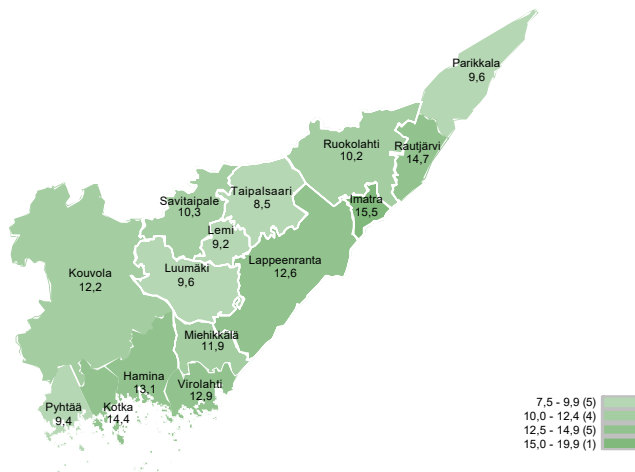 Parikkala
9,6
Ruokolahti
10,2
Rautjärvi
14,7
Taipalsaari
8,5
Savitaipale
10,3
Imatra
15,5
Lemi
9,2
Lappeenranta
12,6
Luumäki
9,6
Kouvola
12,2
Miehikkälä
11,9
Hamina
13,1
Virolahti
12,9
Pyhtää
9,4
Kotka
14,4
7,5 - 9,9 (5)
10,0 - 12,4 (4)
12,5 - 14,9 (5)
15,0 - 19,9 (1)